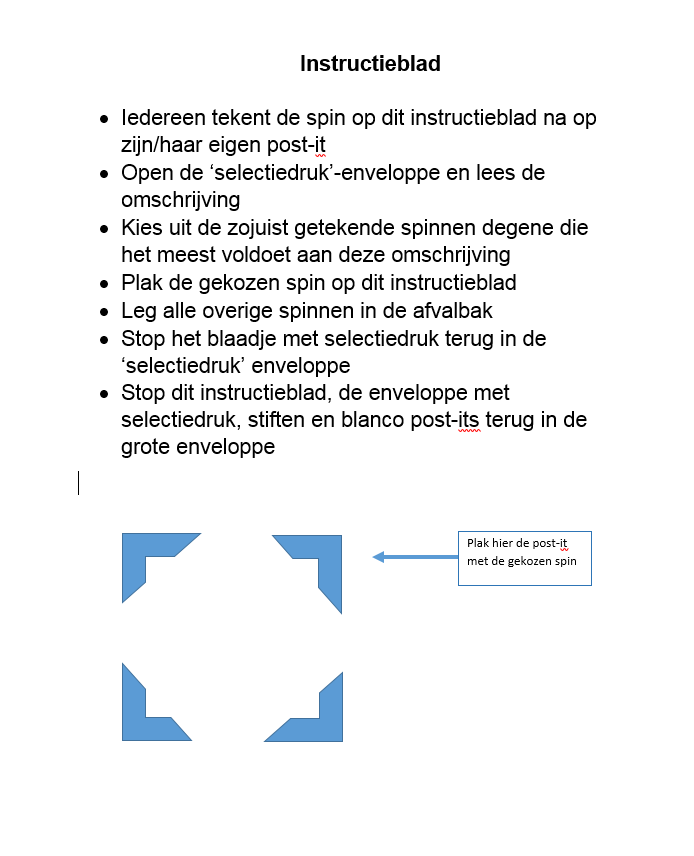 Instructieblad
• Iedereen tekent de spin op dit instructieblad na op
zijn/haar eigen post-it
• Open de ‘selectiedruk’-enveloppe en lees de
omschrijving
• Kies uit de zojuist getekende spinnen degene die
het meest voldoet aan deze omschrijving
• Plak de gekozen spin op dit instructieblad
• Leg alle overige spinnen in de afvalbak
• Stop het blaadje met selectiedruk terug in de
‘selectiedruk’ enveloppe
• Stop dit instructieblad, de enveloppe met
selectiedruk, stiften en blanco post-its terug in de
grote enveloppe
Plak hier de post-it
met de gekozen spin